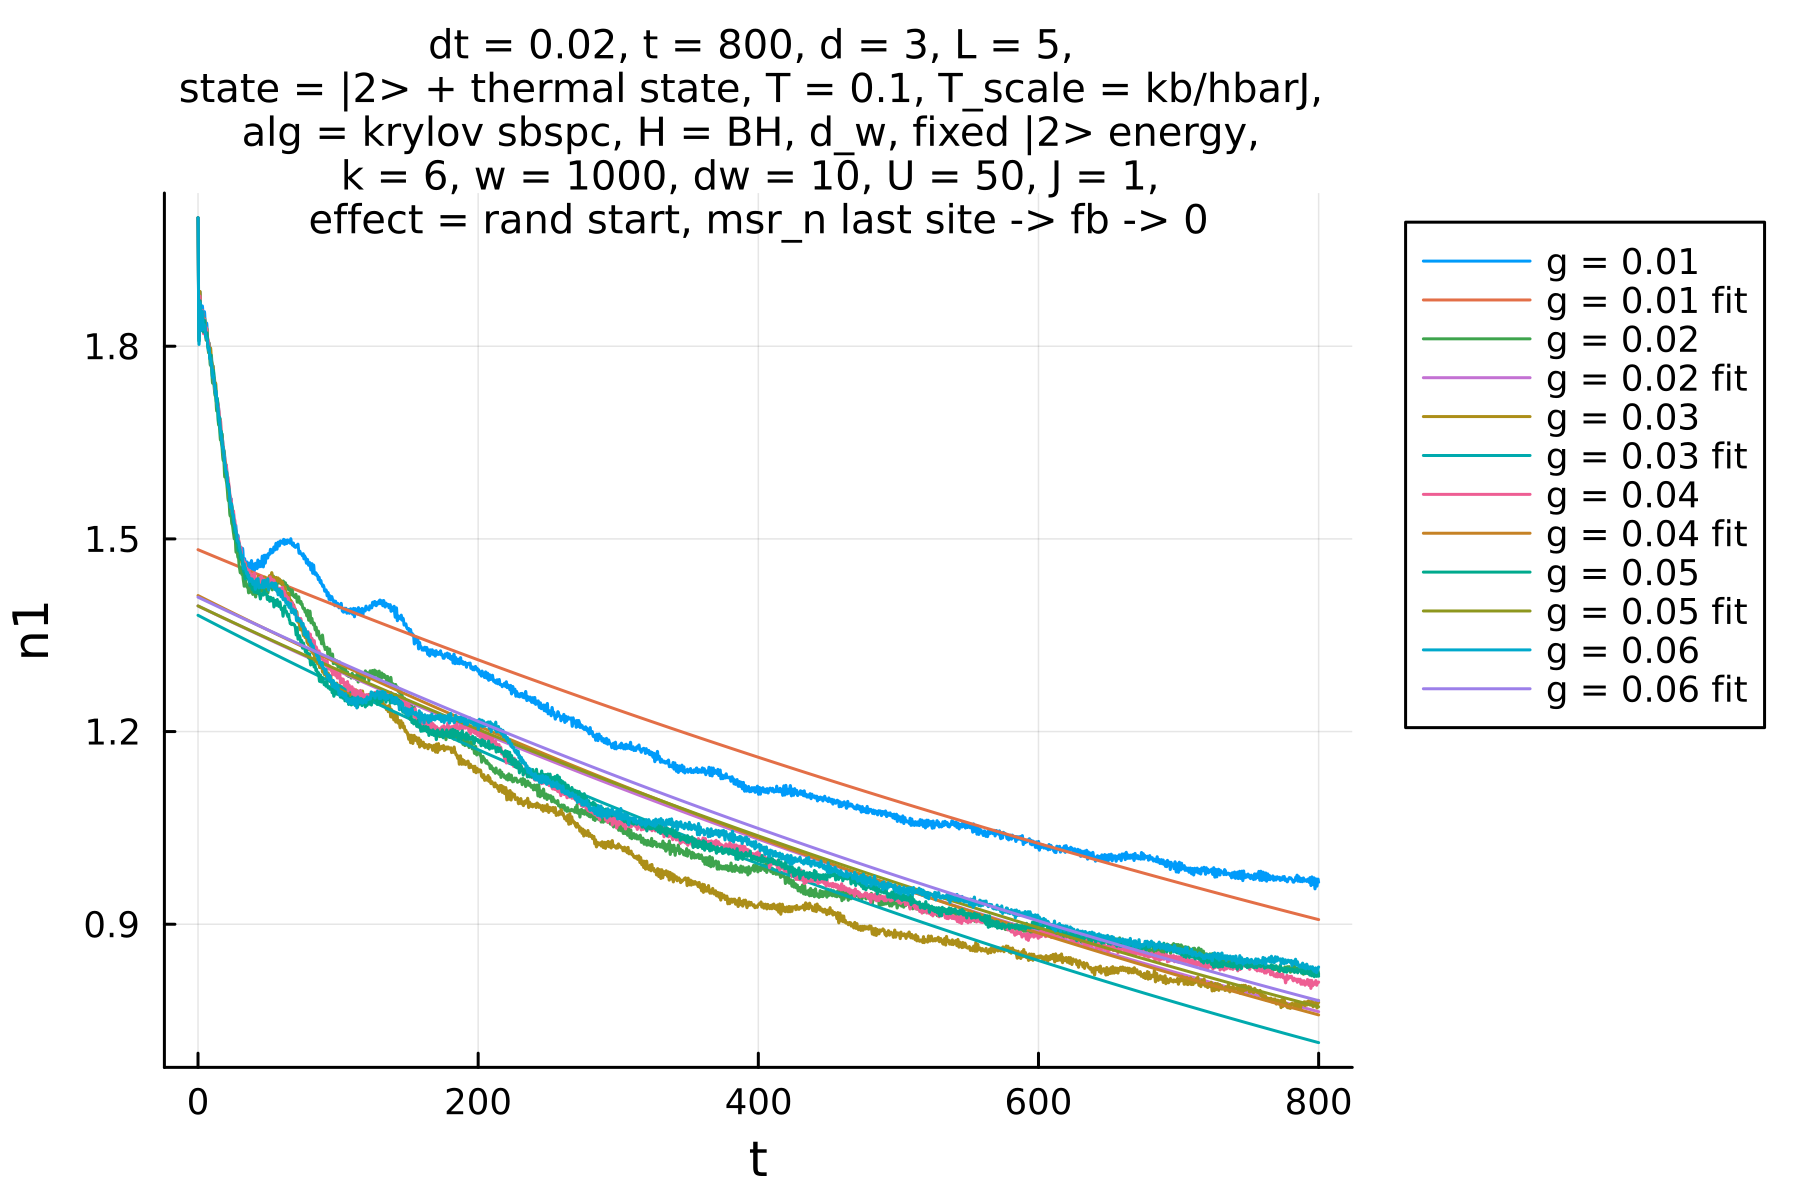 dt = 0.02, t = 800, d = 3, L = 5,
state = |2> + thermal state, T = 0.1, T_scale = kb/hbarJ,
alg = krylov sbspc, H = BH, d_w, fixed |2> energy,
k = 6, w = 1000, dw = 10, U = 50, J = 1,
effect = rand start, msr_n last site -> fb -> 0
n1
1.8
1.5
1.2
0.9
0
200
400
600
800
t
g = 0.01
g = 0.01 fit
g = 0.02
g = 0.02 fit
g = 0.03
g = 0.03 fit
g = 0.04
g = 0.04 fit
g = 0.05
g = 0.05 fit
g = 0.06
g = 0.06 fit